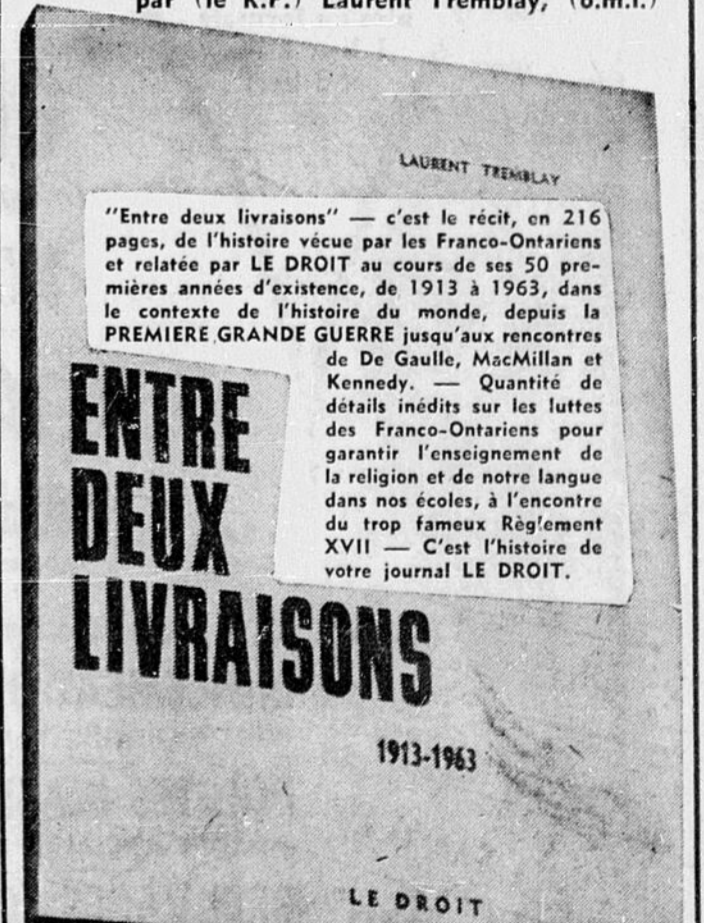 par (le R.P.) Laurent Tremblay, (o.m.i.)
LAURENT TREMBLAY
"Entre deux livraisons" — c'est le récit, en 216
pages, de l'histoire vécue par les Franco-Ontariens
et relatée par LE DROIT au cours de ses 50 pre-
mières années d'existence, de 1913 à 1963, dans
le contexte de l'histoire du monde, depuis la
PREMIERE GRANDE GUERRE jusqu'aux rencontres
de De Gaulle, MacMillan et
Kennedy. — Quantité de
détails inédits sur les luttes
des Franco-Ontariens pour
garantir l'enseignement de
la religion et de notre langue
dans nos écoles, à l'encontre
du trop fameux Règlement
XVII — C'est l'histoire de
votre journal LE DROIT.
ENTRE
DEUX
LIVRAISONS
1913-1963
LE DROIT